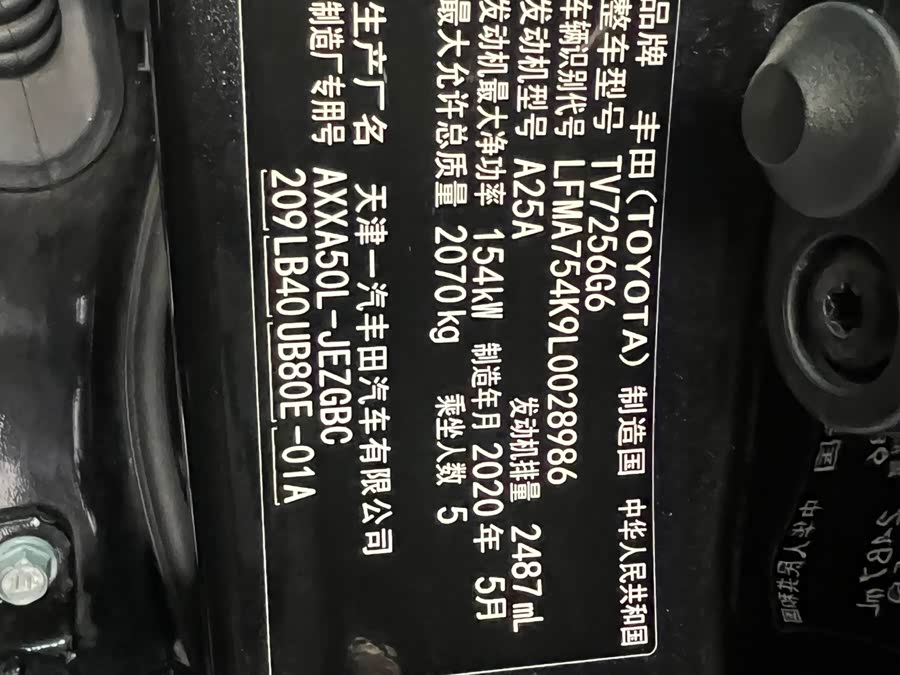 品牌 丰田(TOYOTA) 制造国 中华人民共和国
整车型号 TV7256G6
车辆识别代号 LFMA754K9L0028986
发动机型号 A25A 发动机排量 2487mL
发动机最大净功率 154kW 制造年月 2020年 5月
最大允许总质量 2070kg 乘坐人数 5
生产厂名 天津一汽丰田汽车有限公司
制造厂专用号 AXXA50L-JEZGBC
209 LB40 UB80E -01A